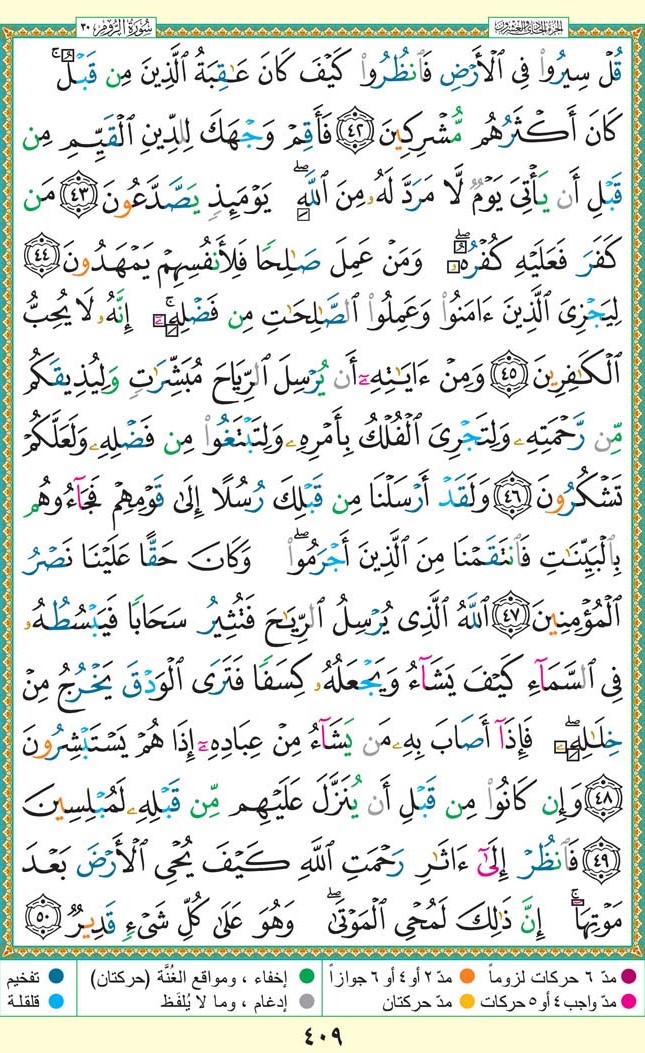 سُورَةُ الرُّومِ ٣٠
الجزء الحادي والعشرون
قُلْ سِيرُوا۟ فِى ٱلْأَرْضِ فَٱنظُرُوا۟ كَيْفَ كَانَ عَـٰقِبَةُ ٱلَّذِينَ مِن قَبْلُ ۚ
كَانَ أَكْثَرُهُم مُّشْرِكِينَ ٤٢ فَأَقِمْ وَجْهَكَ لِلدِّينِ ٱلْقَيِّمِ مِن
قَبْلِ أَن يَأْتِىَ يَوْمٌ لَّا مَرَدَّ لَهُۥ مِنَ ٱللَّهِ ۖ يَوْمَئِذٍ يَصَّدَّعُونَ ٤٣ مَن
كَفَرَ فَعَلَيْهِ كُفْرُهُۥ ۖ وَمَنْ عَمِلَ صَـٰلِحًا فَلِأَنفُسِهِمْ يَمْهَدُونَ ٤٤
لِيَجْزِىَ ٱلَّذِينَ ءَامَنُوا۟ وَعَمِلُوا۟ ٱلصَّـٰلِحَـٰتِ مِن فَضْلِهِۦٓ ۚ إِنَّهُۥ لَا يُحِبُّ
ٱلْكَـٰفِرِينَ ٤٥ وَمِنْ ءَايَـٰتِهِۦٓ أَن يُرْسِلَ ٱلرِّيَاحَ مُبَشِّرَٰتٍ وَلِيُذِيقَكُم
مِّن رَّحْمَتِهِۦ وَلِتَجْرِىَ ٱلْفُلْكُ بِأَمْرِهِۦ وَلِتَبْتَغُوا۟ مِن فَضْلِهِۦ وَلَعَلَّكُمْ
تَشْكُرُونَ ٤٦ وَلَقَدْ أَرْسَلْنَا مِن قَبْلِكَ رُسُلًا إِلَىٰ قَوْمِهِمْ فَجَآءُوهُم
بِٱلْبَيِّنَـٰتِ فَٱنتَقَمْنَا مِنَ ٱلَّذِينَ أَجْرَمُوا۟ ۖ وَكَانَ حَقًّا عَلَيْنَا نَصْرُ
ٱلْمُؤْمِنِينَ ٤٧ ٱللَّهُ ٱلَّذِى يُرْسِلُ ٱلرِّيَـٰحَ فَتُثِيرُ سَحَابًا فَيَبْسُطُهُۥ
فِى ٱلسَّمَآءِ كَيْفَ يَشَآءُ وَيَجْعَلُهُۥ كِسَفًا فَتَرَى ٱلْوَدْقَ يَخْرُجُ مِنْ
خِلَـٰلِهِۦ ۖ فَإِذَآ أَصَابَ بِهِۦ مَن يَشَآءُ مِنْ عِبَادِهِۦٓ إِذَا هُمْ يَسْتَبْشِرُونَ
٤٨ وَإِن كَانُوا۟ مِن قَبْلِ أَن يُنَزَّلَ عَلَيْهِم مِّن قَبْلِهِۦ لَمُبْلِسِينَ
٤٩ فَٱنظُرْ إِلَىٰٓ ءَاثَـٰرِ رَحْمَتِ ٱللَّهِ كَيْفَ يُحْىِ ٱلْأَرْضَ بَعْدَ
مَوْتِهَآ ۚ إِنَّ ذَٰلِكَ لَمُحْىِ ٱلْمَوْتَىٰ ۖ وَهُوَ عَلَىٰ كُلِّ شَىْءٍ قَدِيرٌ ٥٠
مدّ ٦ حركات لزوماً مدّ ٢ أو ٤ أو ٦ جوازاً إخفاء ، ومواقع الغُنَّة (حركتان) تفخيم
مدّ واجب ٤ أو ٥ حركات مدّ حركتان إدغام ، وما لا يُلفَظ قلقلة
٤٠٩